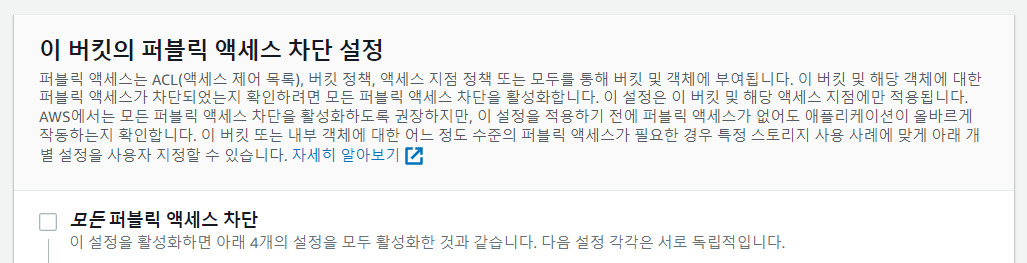 이 버킷의 퍼블릭 액세스 차단 설정
퍼블릭 액세스는 ACL(액세스 제어 목록), 버킷 정책, 액세스 지점 정책 또는 모두를 통해 버킷 및 객체에 부여됩니다. 이 버킷 및 해당 객체에 대한
퍼블릭 액세스가 차단되었는지 확인하려면 모든 퍼블릭 액세스 차단을 활성화합니다. 이 설정은 이 버킷 및 해당 액세스 지점에만 적용됩니다.
AWS에서는 모든 퍼블릭 액세스 차단을 활성화하도록 권장하지만, 이 설정을 적용하기 전에 퍼블릭 액세스가 없어도 애플리케이션이 올바르게
작동하는지 확인합니다. 이 버킷 또는 내부 객체에 대한 어느 정도 수준의 퍼블릭 액세스가 필요한 경우 특정 스토리지 사용 사례에 맞게 아래 개
별 설정을 사용자 지정할 수 있습니다. 자세히 알아보기
모든 퍼블릭 액세스 차단
이 설정을 활성화하면 아래 4개의 설정을 모두 활성화한 것과 같습니다. 다음 설정 각각은 서로 독립적입니다.